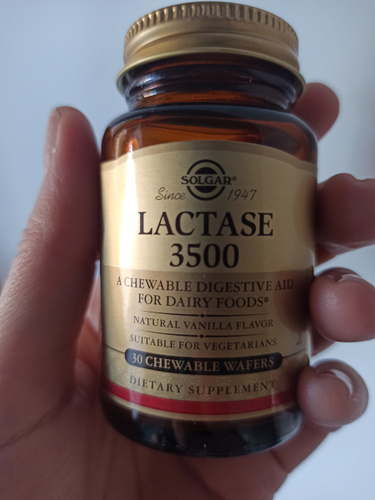 SOLGAR®
Since 1947
LACTASE
3500
A CHEWABLE DIGESTIVE AID
FOR DAIRY FOODS*
NATURAL VANILLA FLAVOR
SUITABLE FOR VEGETARIANS
30 CHEWABLE WAFERS
DIETARY SUPPLEMENT